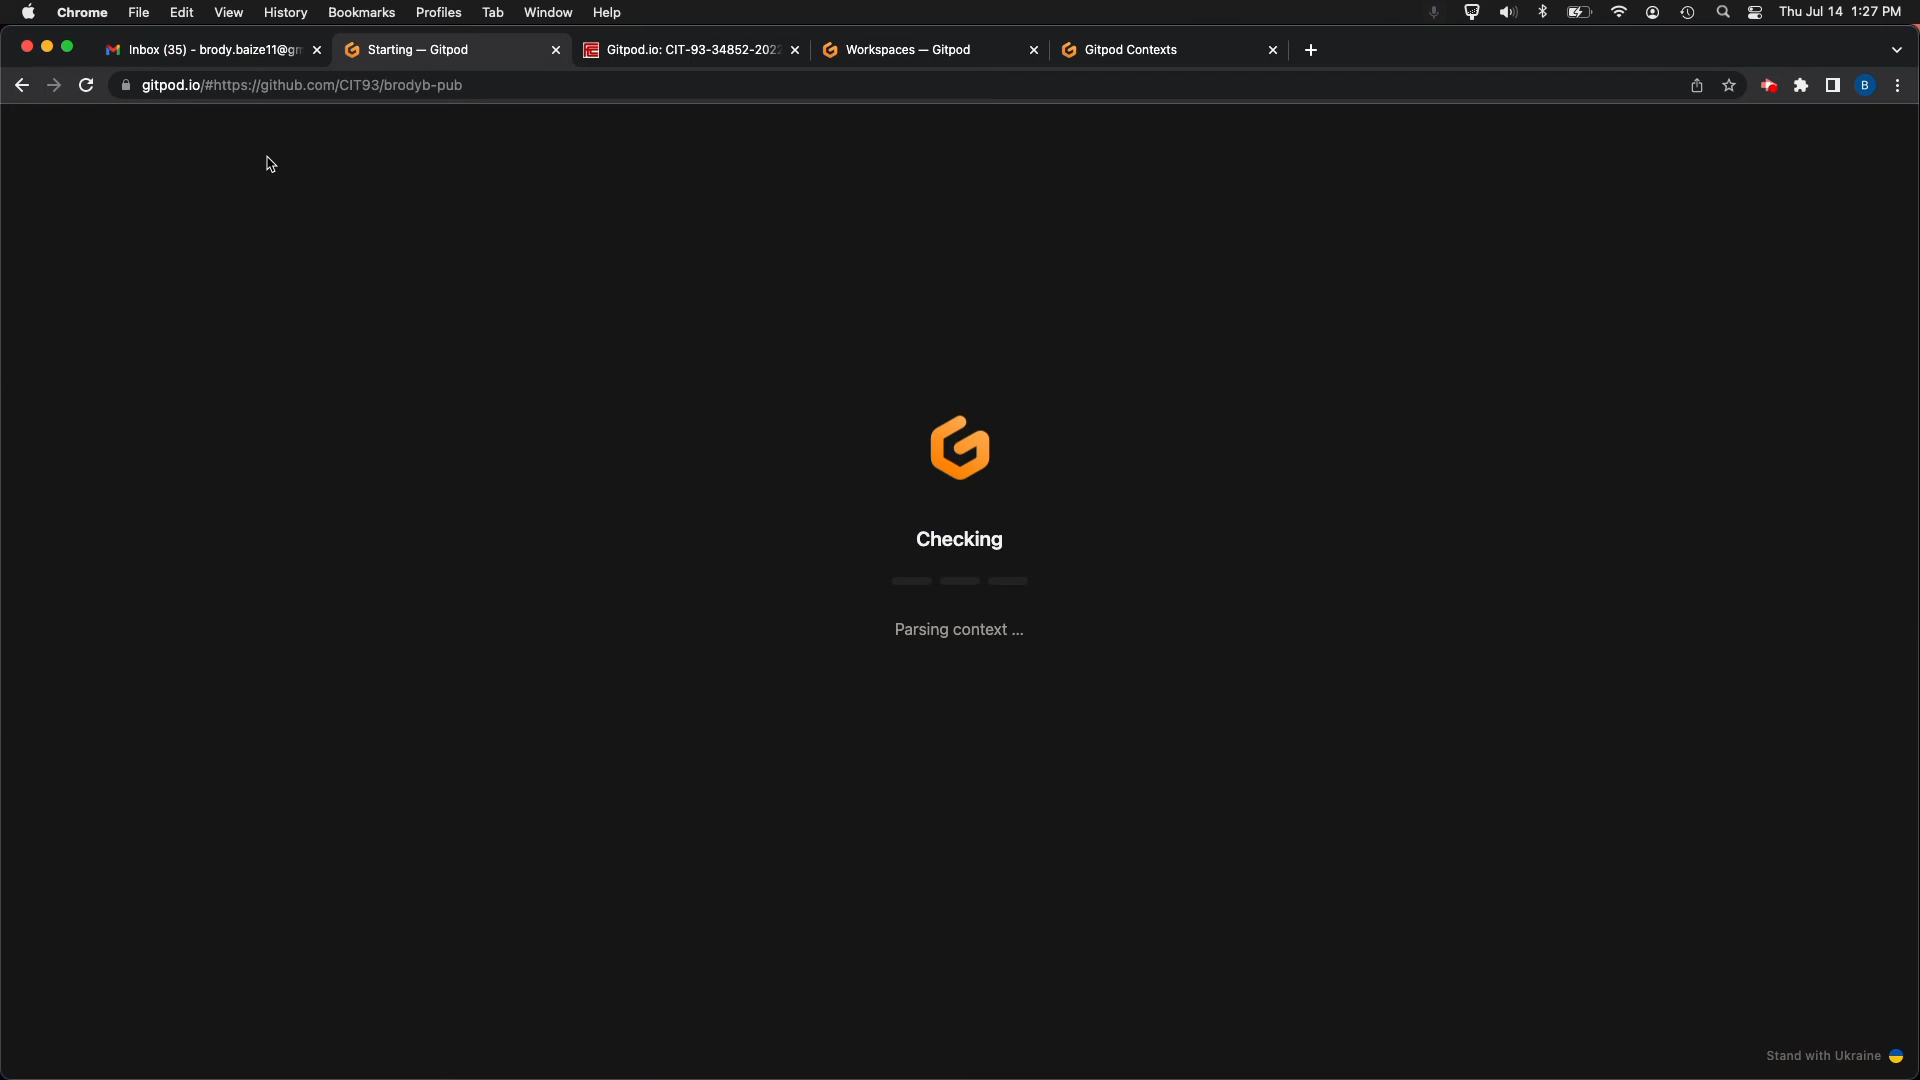 Chrome File Edit View History Bookmarks Profiles Tab Window Help Thu Jul 14 1:27 PM
Inbox (35) - brody.baize11@gm Starting — Gitpod Gitpod.io: CIT-93-34852-2022 Workspaces — Gitpod Gitpod Contexts
gitpod.io/#https://github.com/CIT93/brodyb-pub B
Checking
Parsing context ...
Stand with Ukraine